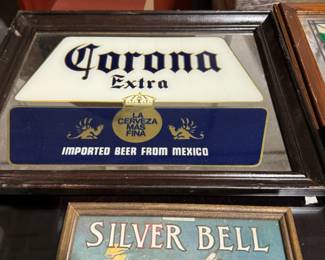 Corona
Extra
LA
CERVEZA
MAS
FINA
IMPORTED BEER FROM MEXICO
SILVER BELL